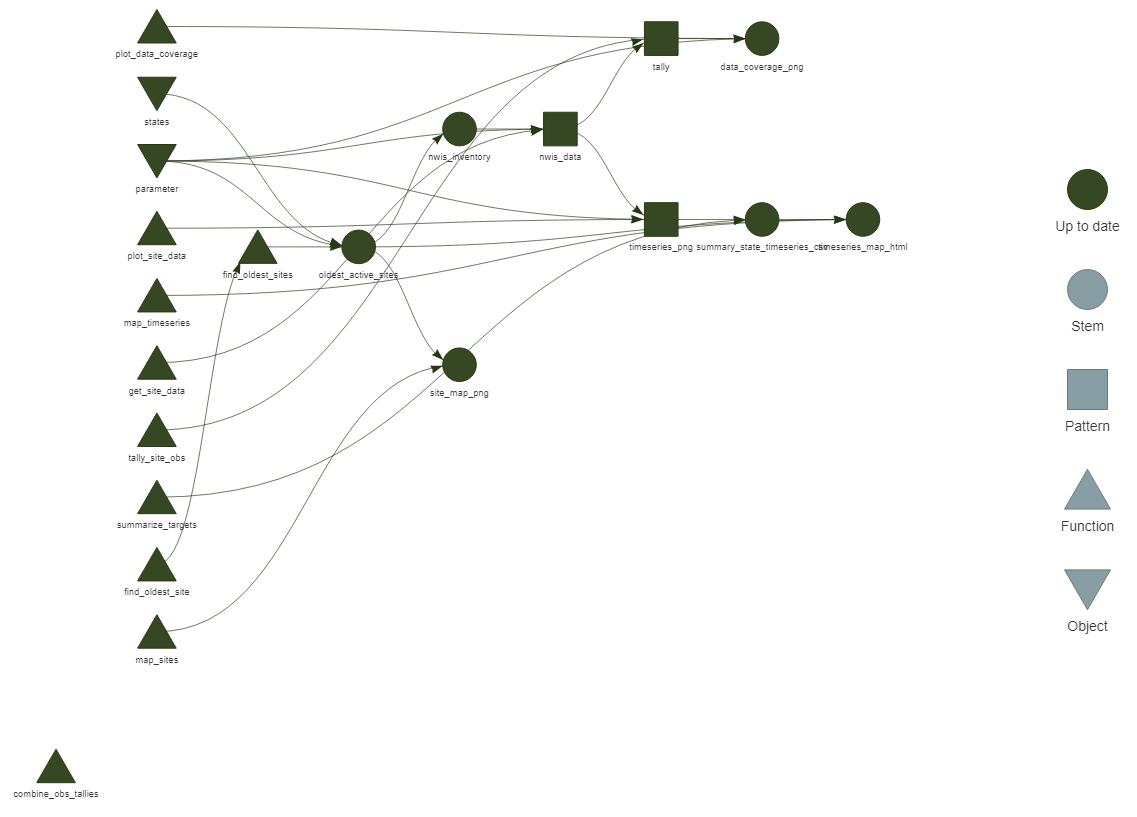 plot_data_coverage
tally
data_coverage_png
states
nwis_inventory
nwis_data
parameter
Up to date
plot_site_data
timeseries_png
summary_state_timeseries_csv
timeseries_map_html
find_oldest_sites
oldest_active_sites
map_timeseries
Stem
get_site_data
site_map_png
Pattern
tally_site_obs
summarize_targets
Function
find_oldest_site
Object
map_sites
combine_obs_tallies